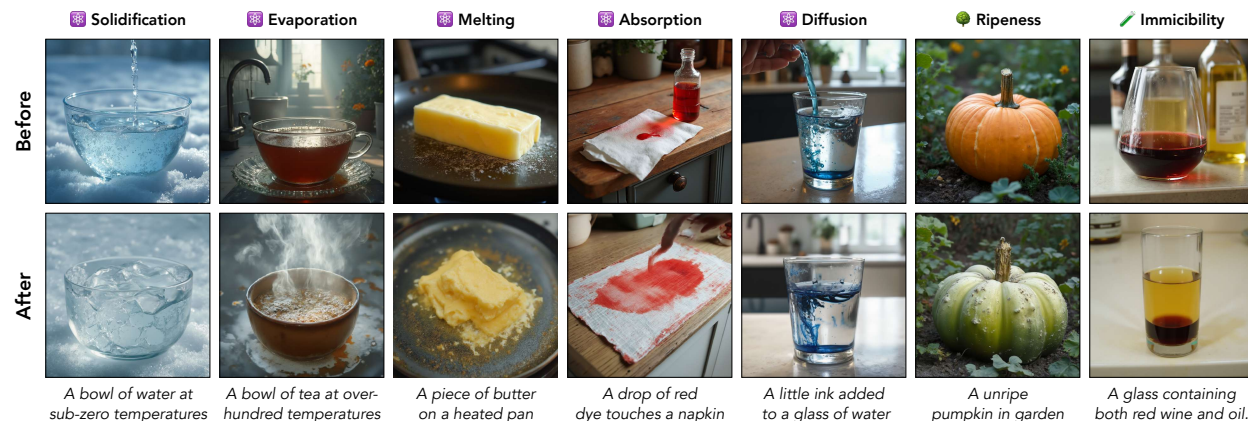 Solidification
Evaporation
Melting
Absorption
Diffusion
Ripeness
Immicibility
Before
After
A bowl of water at
sub-zero temperatures
A bowl of tea at over-
hundred temperatures
A piece of butter
on a heated pan
A drop of red
dye touches a napkin
A little ink added
to a glass of water
A unripe
pumpkin in garden
A glass containing
both red wine and oil.